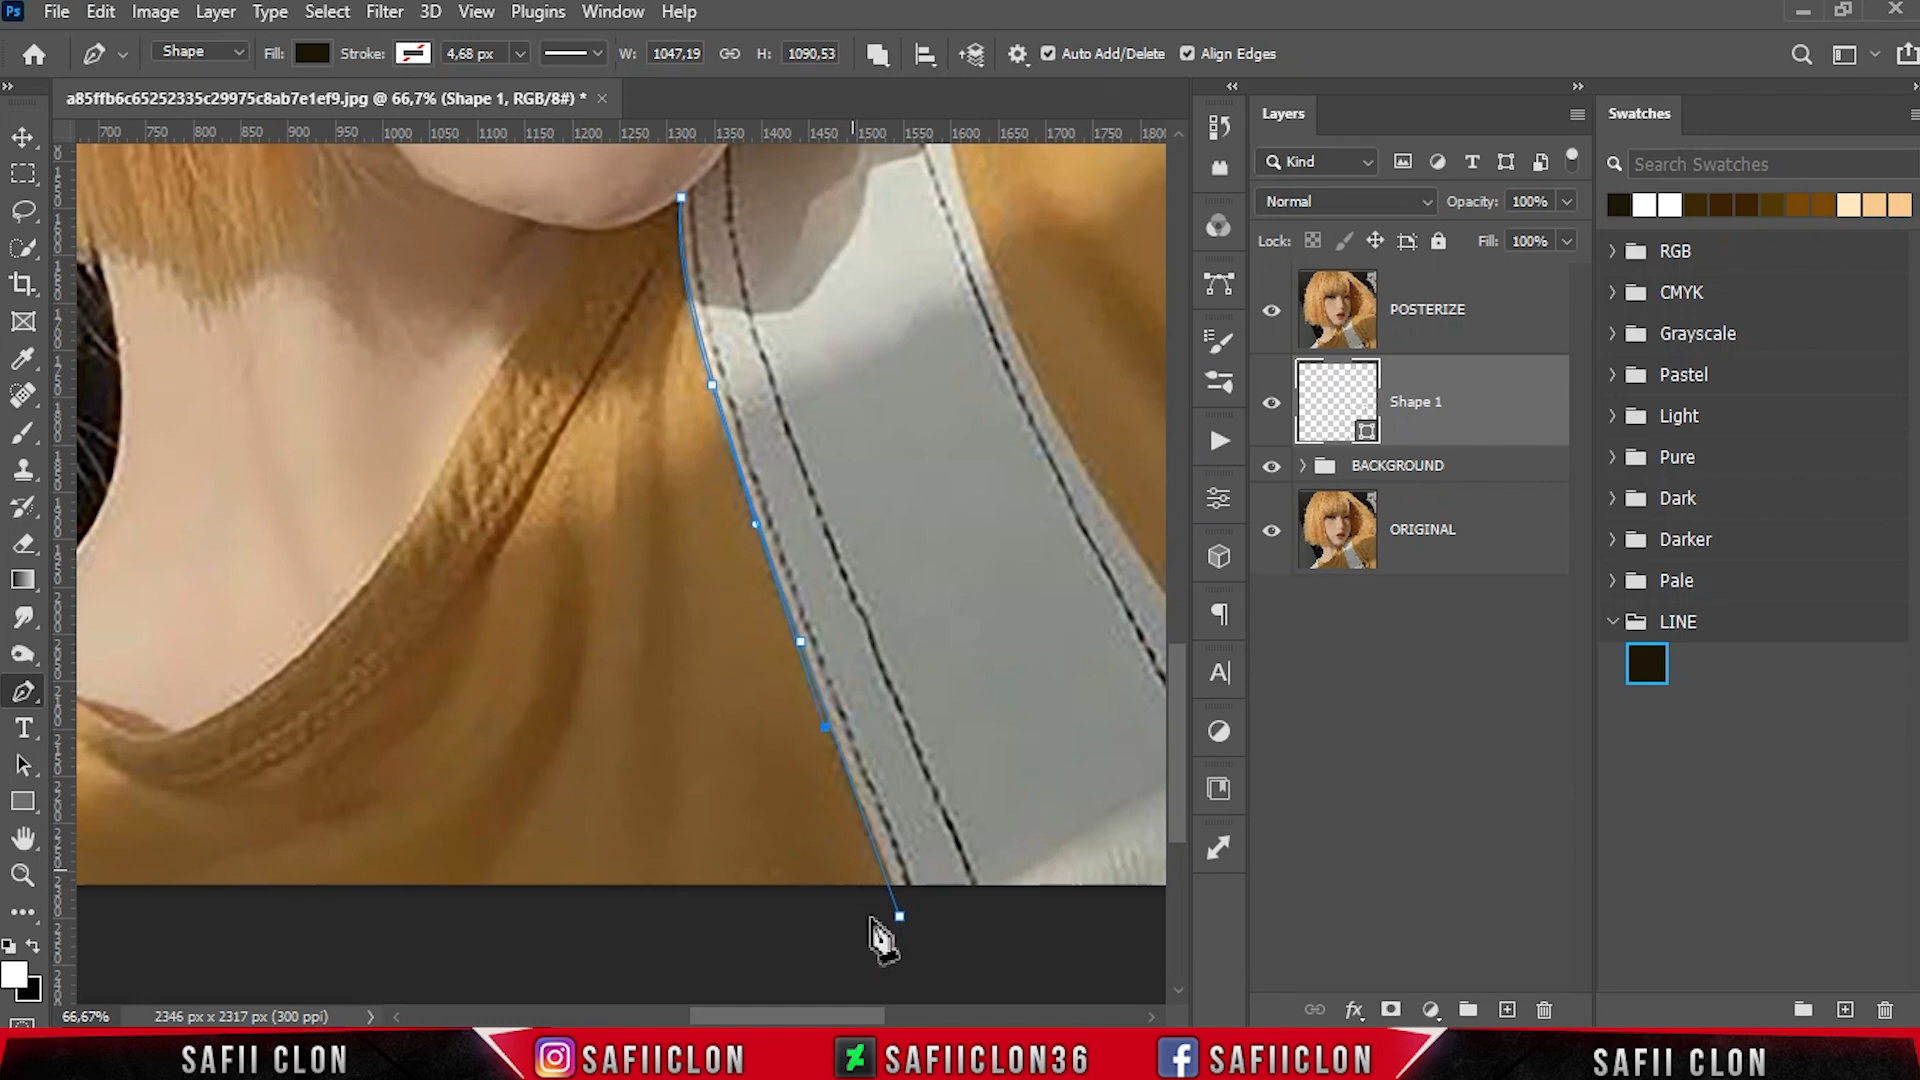 Ps File Edit Image Layer Type Select Filter 3D View Plugins Window Help
Shape Fill: Stroke: 4,68 px W: 1047,19 H: 1090,53 Auto Add/Delete Align Edges
a85ffb6c65252335c29975c8ab7e1ef9.jpg @ 66,7% (Shape 1, RGB/8#) *
700 750 800 850 900 950 1000 1050 1100 1150 1200 1250 1300 1350 1400 1450 1500 1550 1600 1650 1700 1750 1800
Layers
Kind
Normal Opacity: 100%
Lock: Fill: 100%
POSTERIZE
Shape 1
BACKGROUND
ORIGINAL
Swatches
Search Swatches
RGB
CMYK
Grayscale
Pastel
Light
Pure
Dark
Darker
Pale
LINE
66,67% 2346 px x 2317 px (300 ppi)
SAFII CLON SAFIICLON SAFIICLON36 SAFIICLON SAFII CLON